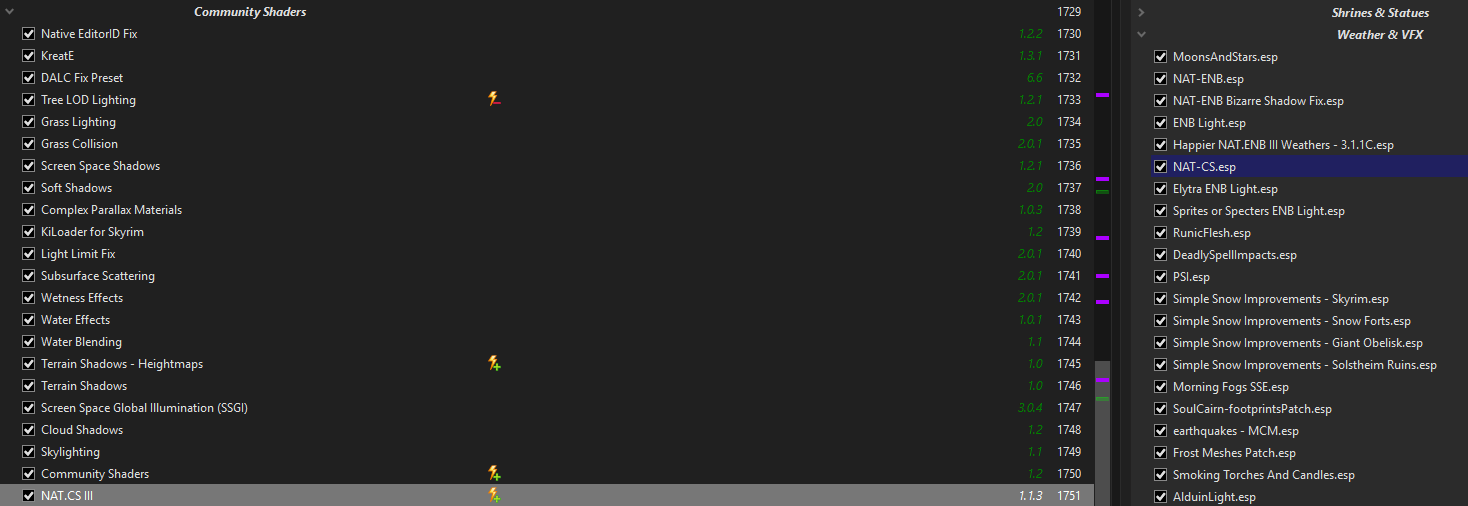 Community Shaders 1729
Native EditorID Fix 1.2.2 1730
KreatE 1.3.1 1731
DALC Fix Preset 6.6 1732
Tree LOD Lighting 1.2.1 1733
Grass Lighting 2.0 1734
Grass Collision 2.0.1 1735
Screen Space Shadows 1.2.1 1736
Soft Shadows 2.0 1737
Complex Parallax Materials 1.0.3 1738
KiLoader for Skyrim 1.2 1739
Light Limit Fix 2.0.1 1740
Subsurface Scattering 2.0.1 1741
Wetness Effects 2.0.1 1742
Water Effects 1.0.1 1743
Water Blending 1.1 1744
Terrain Shadows - Heightmaps 1.0 1745
Terrain Shadows 1.0 1746
Screen Space Global Illumination (SSGI) 3.0.4 1747
Cloud Shadows 1.2 1748
Skylighting 1.1 1749
Community Shaders 1.2 1750
NAT.CS III 1.1.3 1751
Shrines & Statues
Weather & VFX
MoonsAndStars.esp
NAT-ENB.esp
NAT-ENB Bizarre Shadow Fix.esp
ENB Light.esp
Happier NAT.ENB III Weathers - 3.1.1C.esp
NAT-CS.esp
Elytra ENB Light.esp
Sprites or Specters ENB Light.esp
RunicFlesh.esp
DeadlySpellImpacts.esp
PSI.esp
Simple Snow Improvements - Skyrim.esp
Simple Snow Improvements - Snow Forts.esp
Simple Snow Improvements - Giant Obelisk.esp
Simple Snow Improvements - Solstheim Ruins.esp
Morning Fogs SSE.esp
SoulCairn-footprintsPatch.esp
earthquakes - MCM.esp
Frost Meshes Patch.esp
Smoking Torches And Candles.esp
AlduinLight.esp